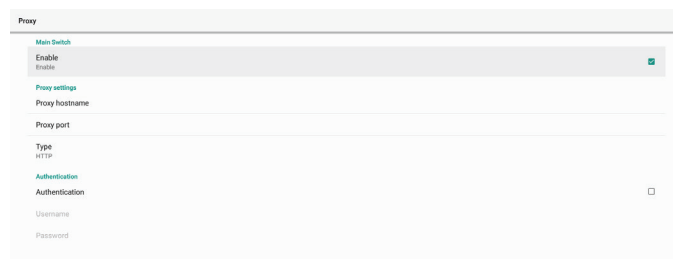 Proxy
Main Switch
Enable
Enable
Proxy settings
Proxy hostname
Proxy port
Type
HTTP
Authentication
Authentication
Username
Password